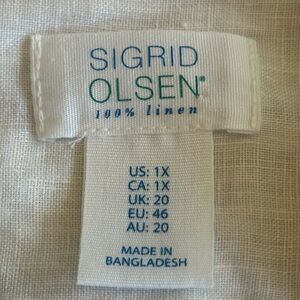 SIGRID
OLSEN®
100% linen
US: 1X
CA: 1X
UK: 20
EU: 46
AU: 20
MADE IN
BANGLADESH